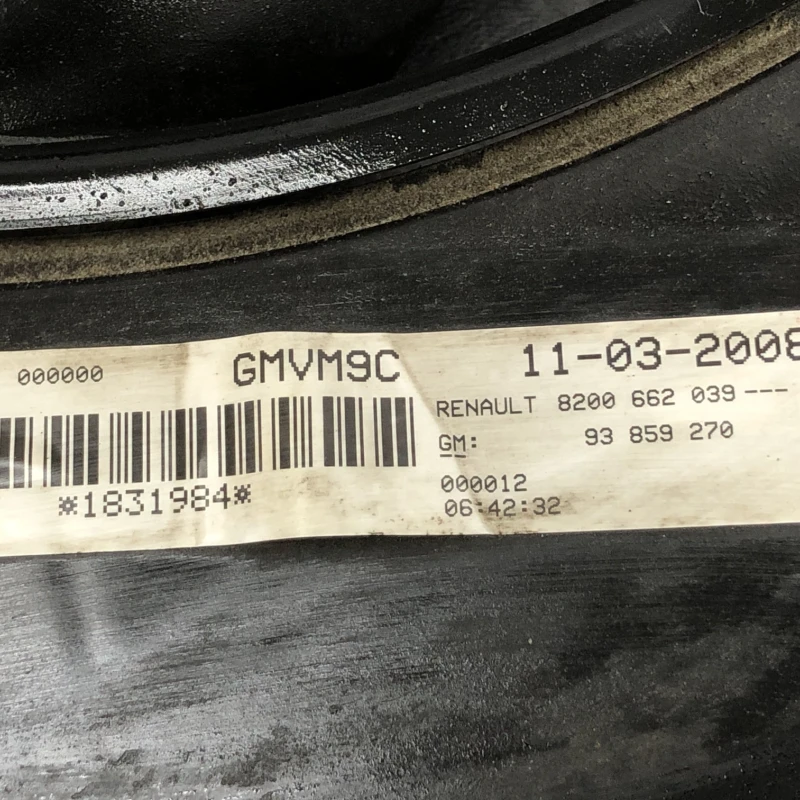 000000 GMVM9C 11-03-2008
RENAULT 8200 662 039---
GM: 93 859 270
*1831984*
000012
06:42:32